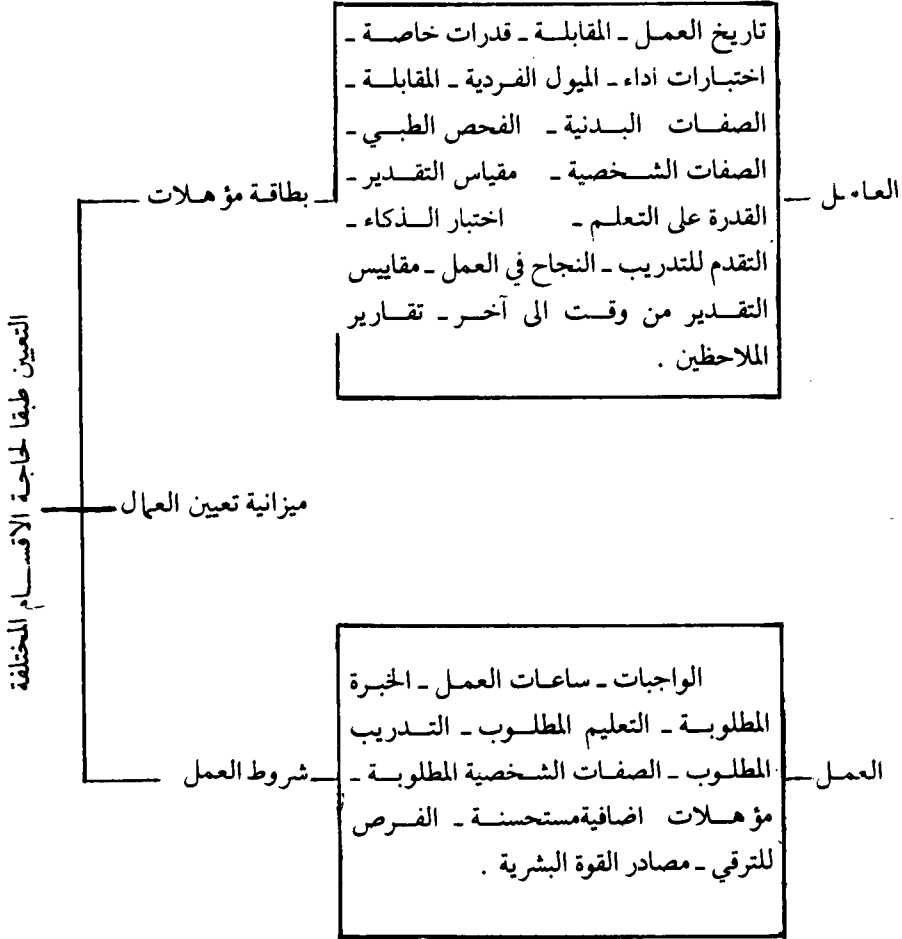 العامل
تاريخ العمل ـ المقابلة ـ قدرات خاصة ـ
اختبارات اداء ـ الميول الفردية ـ المقابلة ـ
الصفات البدنية ـ الفحص الطبي ـ
الصفات الشخصية ـ مقياس التقدير ـ
القدرة على التعلم ـ اختبار الذكاء ـ
التقدم للتدريب ـ النجاح في العمل ـ مقاييس
التقدير من وقت الى آخر ـ تقارير
الملاحظين .
بطاقة مؤهلات
ميزانية تعيين العمال
العمل
الواجبات ـ ساعات العمل ـ الخبرة
المطلوبة ـ التعليم المطلوب ـ التدريب
المطلوب ـ الصفات الشخصية المطلوبة ـ
مؤهلات اضافيةمستحسنة ـ الفرص
للترقي ـ مصادر القوة البشرية .
شروط العمل
التعيين طبقا لحاجة الاقسام المختلفة